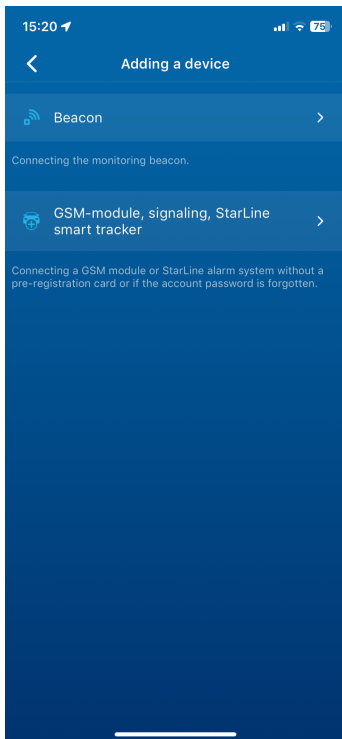 15:20
75
Adding a device
Beacon
Connecting the monitoring beacon.
GSM-module, signaling, StarLine
smart tracker
Connecting a GSM module or StarLine alarm system without a
pre-registration card or if the account password is forgotten.